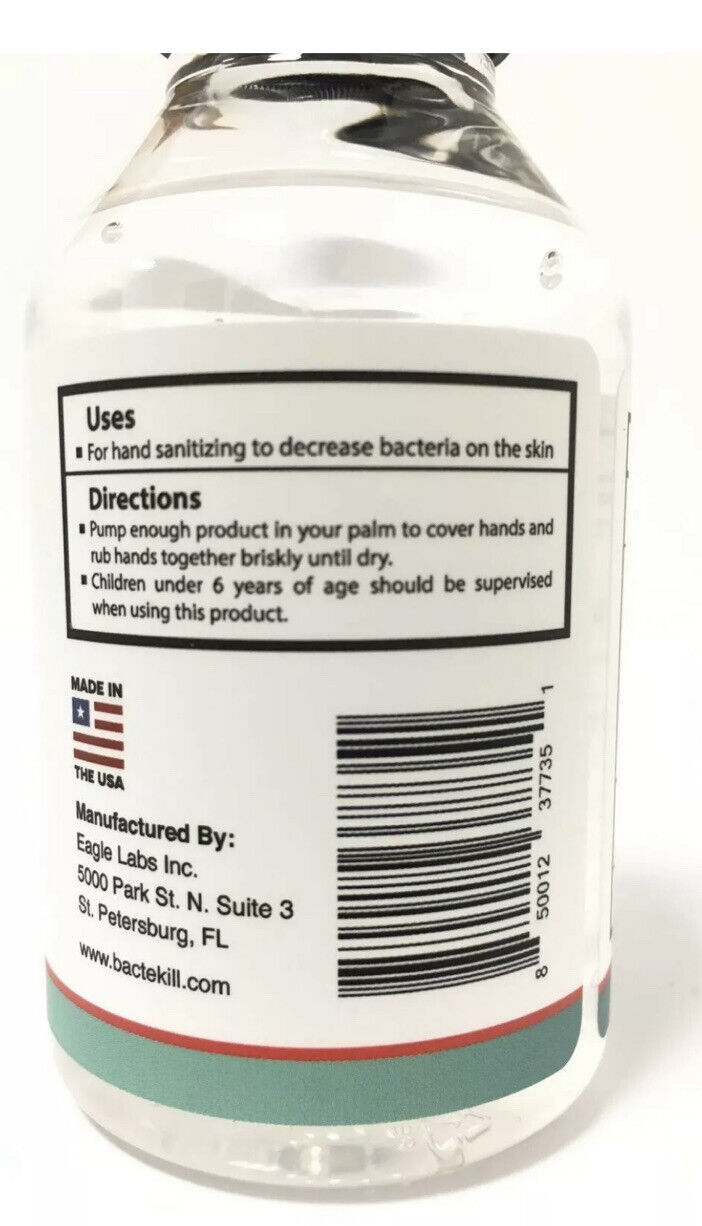 Uses
▪ For hand sanitizing to decrease bacteria on the skin
Directions
▪ Pump enough product in your palm to cover hands and
rub hands together briskly until dry.
▪ Children under 6 years of age should be supervised
when using this product.
MADE IN
THE USA
Manufactured By:
Eagle Labs Inc.
5000 Park St. N. Suite 3
St. Petersburg, FL
www.bactekill.com
8 50012 37735 1